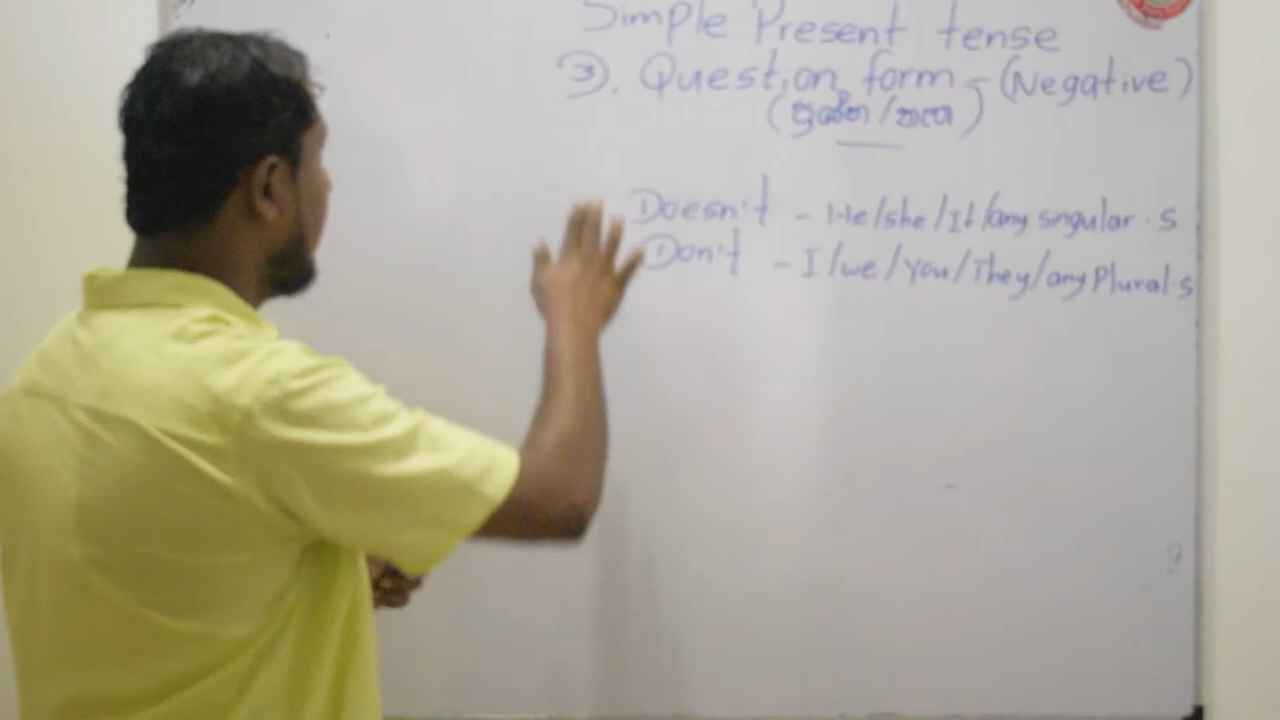 Simple Present tense
③. Question form - (Negative)
(ප්‍රශ්න / නැත)
Doesn't - He/she/It/any singular.S
Don't - I/we/You/They/any Plural.S